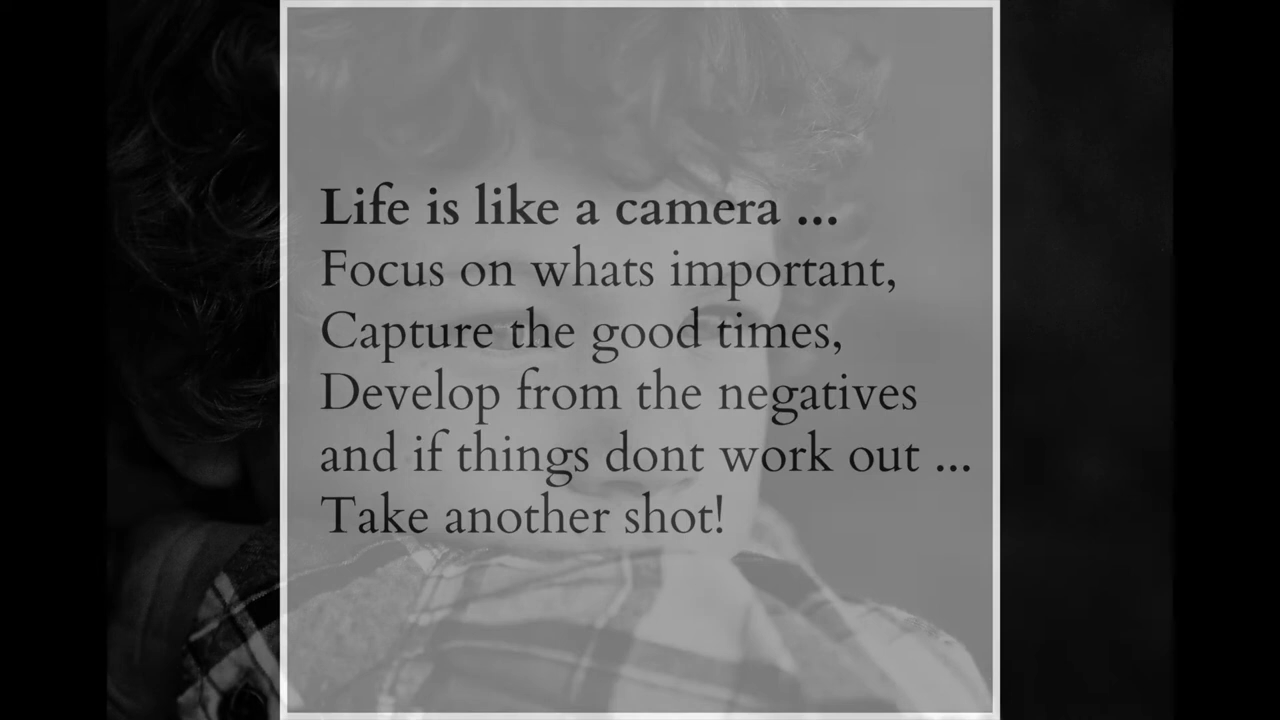 Life is like a camera ...
Focus on whats important,
Capture the good times,
Develop from the negatives
and if things dont work out ...
Take another shot!